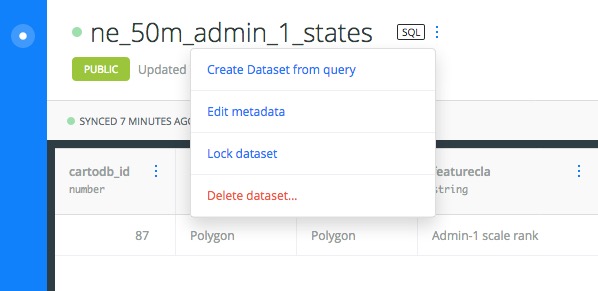 ne_50m_admin_1_states SQL
PUBLIC Updated
Create Dataset from query
Edit metadata
SYNCED 7 MINUTES AGO
Lock dataset
cartodb_id featurecla
number string
Delete dataset...
87 Polygon Polygon Admin-1 scale rank